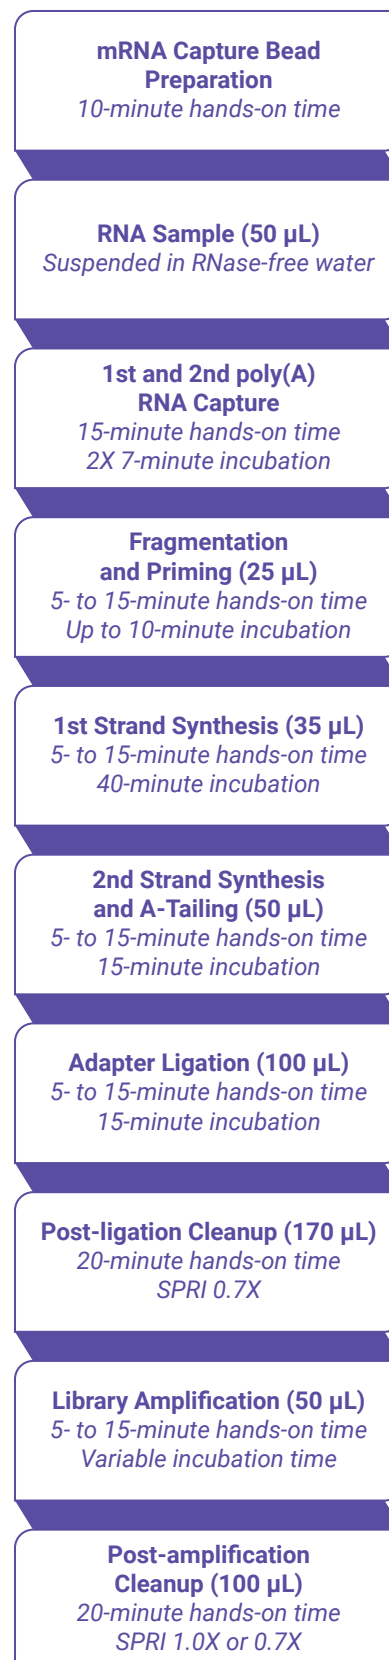 mRNA Capture Bead
Preparation
10-minute hands-on time
RNA Sample (50 µL)
Suspended in RNase-free water
1st and 2nd poly(A)
RNA Capture
15-minute hands-on time
2X 7-minute incubation
Fragmentation
and Priming (25 µL)
5- to 15-minute hands-on time
Up to 10-minute incubation
1st Strand Synthesis (35 µL)
5- to 15-minute hands-on time
40-minute incubation
2nd Strand Synthesis
and A-Tailing (50 µL)
5- to 15-minute hands-on time
15-minute incubation
Adapter Ligation (100 µL)
5- to 15-minute hands-on time
15-minute incubation
Post-ligation Cleanup (170 µL)
20-minute hands-on time
SPRI 0.7X
Library Amplification (50 µL)
5- to 15-minute hands-on time
Variable incubation time
Post-amplification
Cleanup (100 µL)
20-minute hands-on time
SPRI 1.0X or 0.7X